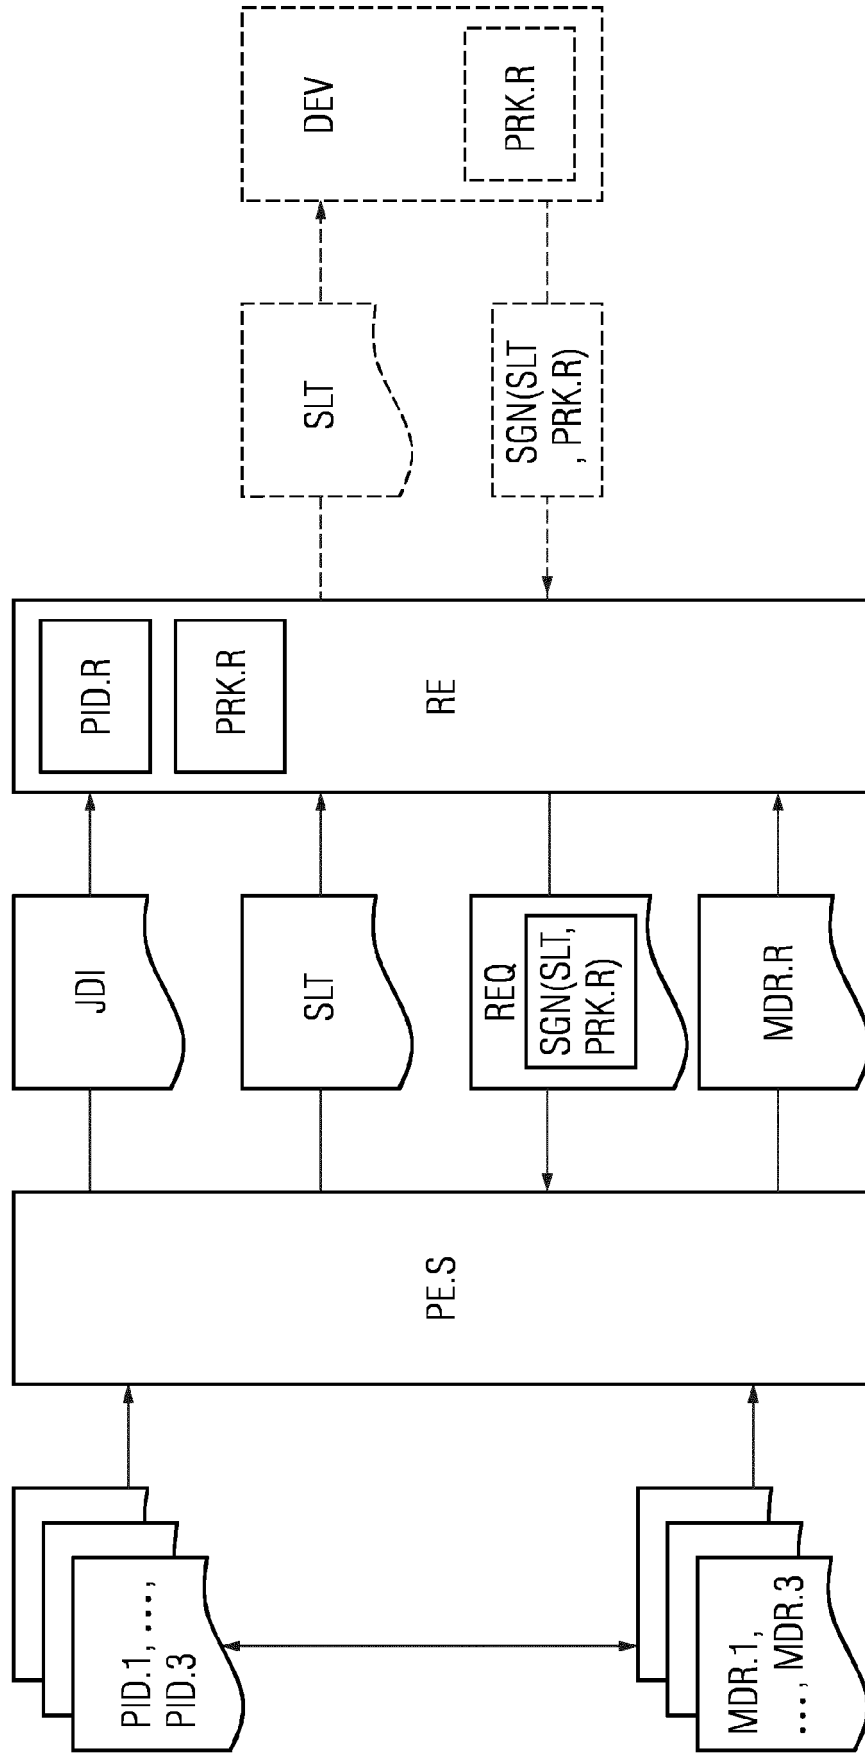 PID.1, ...,
PID.3
MDR.1,
..., MDR.3
PE.S
JDI
SLT
REQ
SGN(SLT,
PRK.R)
MDR.R
PID.R
PRK.R
RE
SLT
SGN(SLT
, PRK.R)
DEV
PRK.R